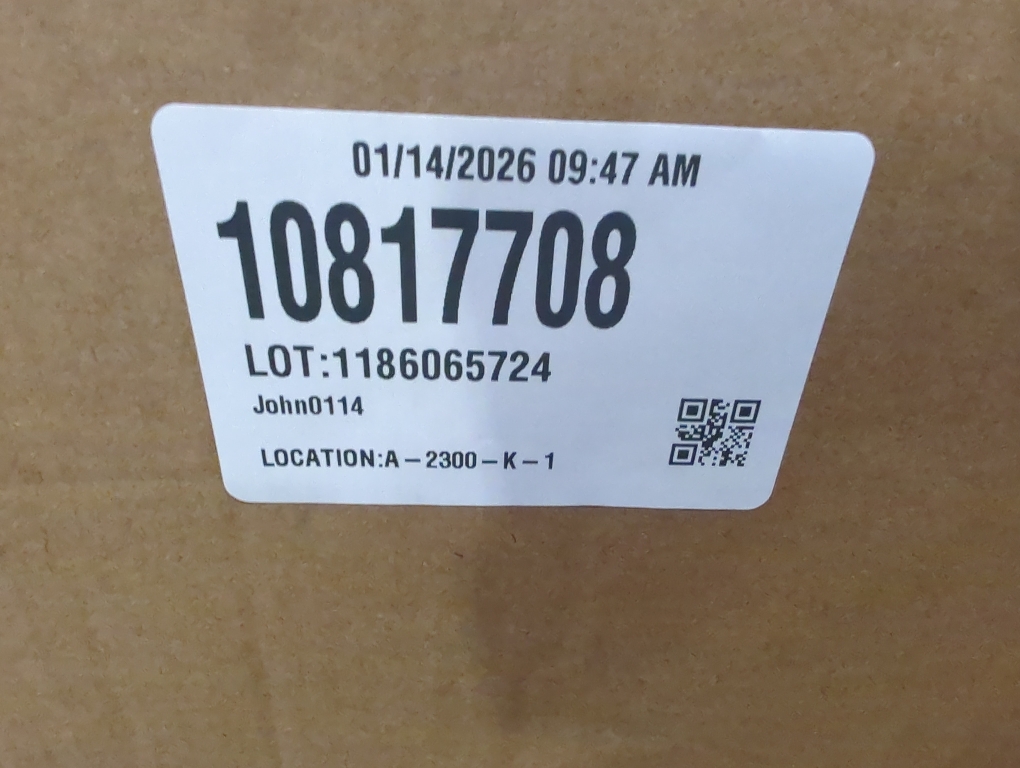 01/14/2026 09:47 AM
10817708
LOT:1186065724
John0114
LOCATION:A-2300-K-1